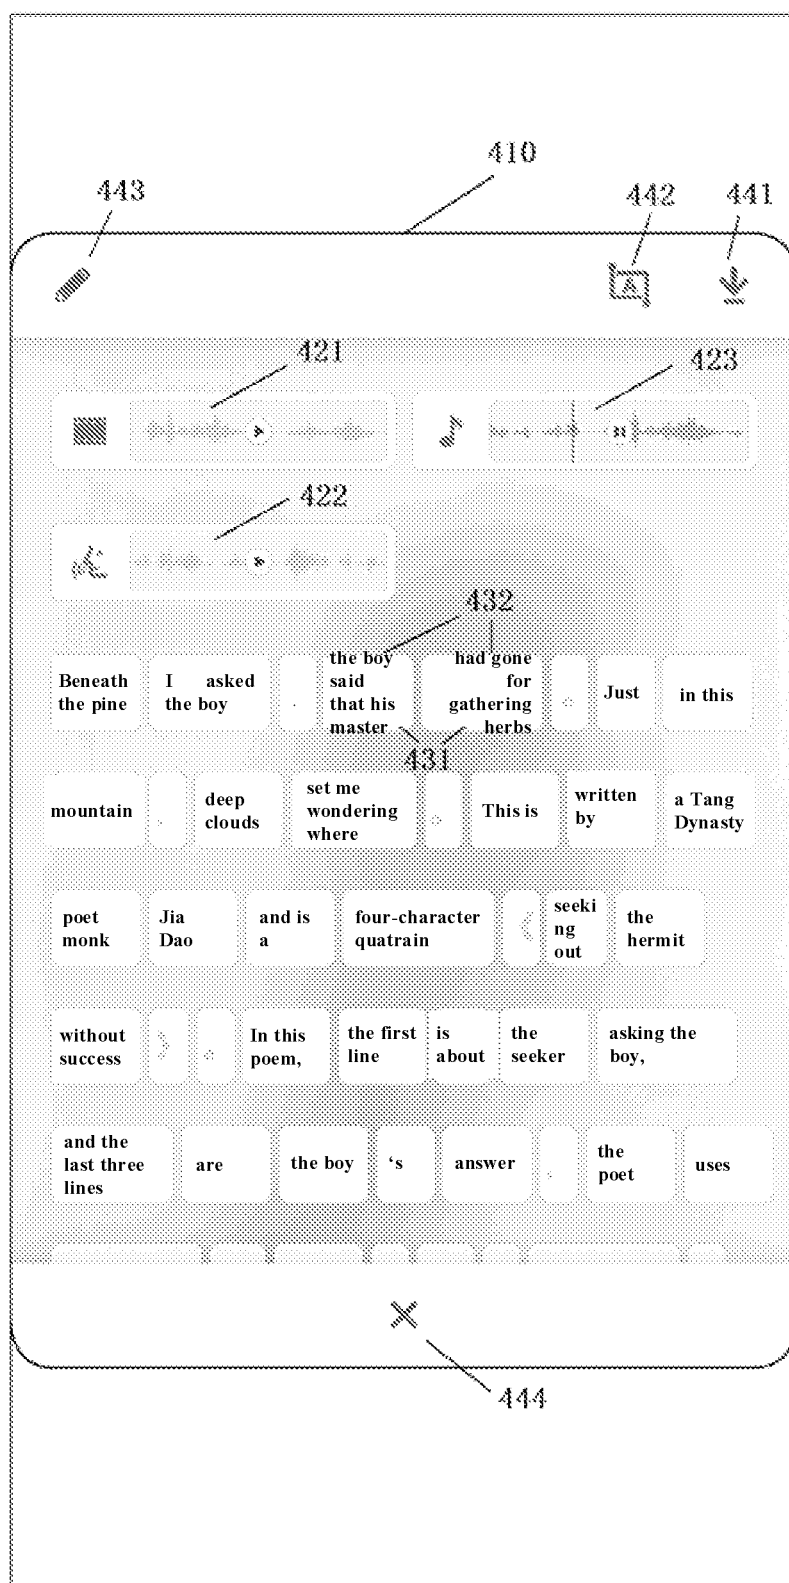 410
443
442
441
421
423
422
432
Beneath the pine
I asked the boy
.
the boy said that his master
had gone for gathering herbs
。
Just
in this
431
mountain
,
deep clouds
set me wondering where
。
This is
written by
a Tang Dynasty
poet monk
Jia Dao
and is a
four-character quatrain
《
seeki ng out
the hermit
without success
》
。
In this poem,
the first line
is about
the seeker
asking the boy,
and the last three lines
are
the boy
‘s
answer
。
the poet
uses
444